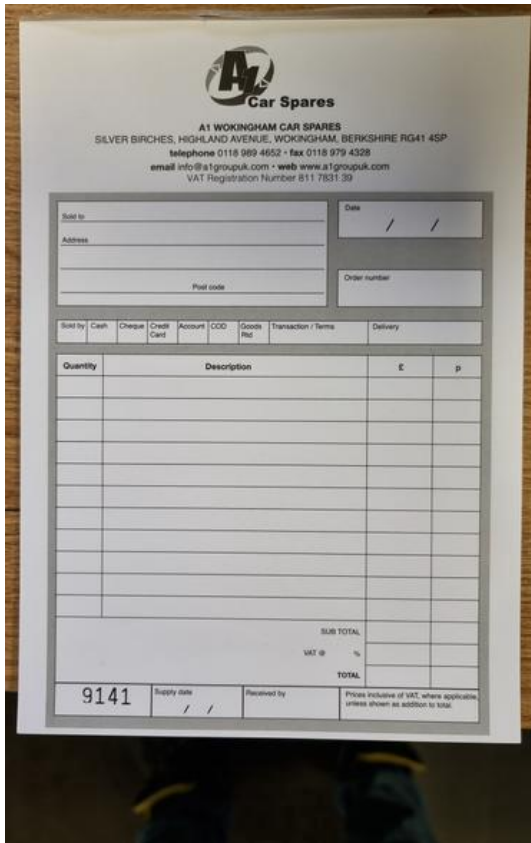 A1
Car Spares
A1 WOKINGHAM CAR SPARES
SILVER BIRCHES, HIGHLAND AVENUE, WOKINGHAM, BERKSHIRE RG41 4SP
telephone 0118 989 4652 • fax 0118 979 4328
email info@a1groupuk.com • web www.a1groupuk.com
VAT Registration Number 811 7831 39
Sold to
Date
/ /
Address
Post code
Order number
Sold by Cash Cheque Credit Card Account COD Goods Rtd Transaction / Terms Delivery
Quantity Description £ p
SUB TOTAL
VAT @ %
TOTAL
9141 Supply date / / Received by Prices inclusive of VAT, where applicable,
unless shown as addition to total.